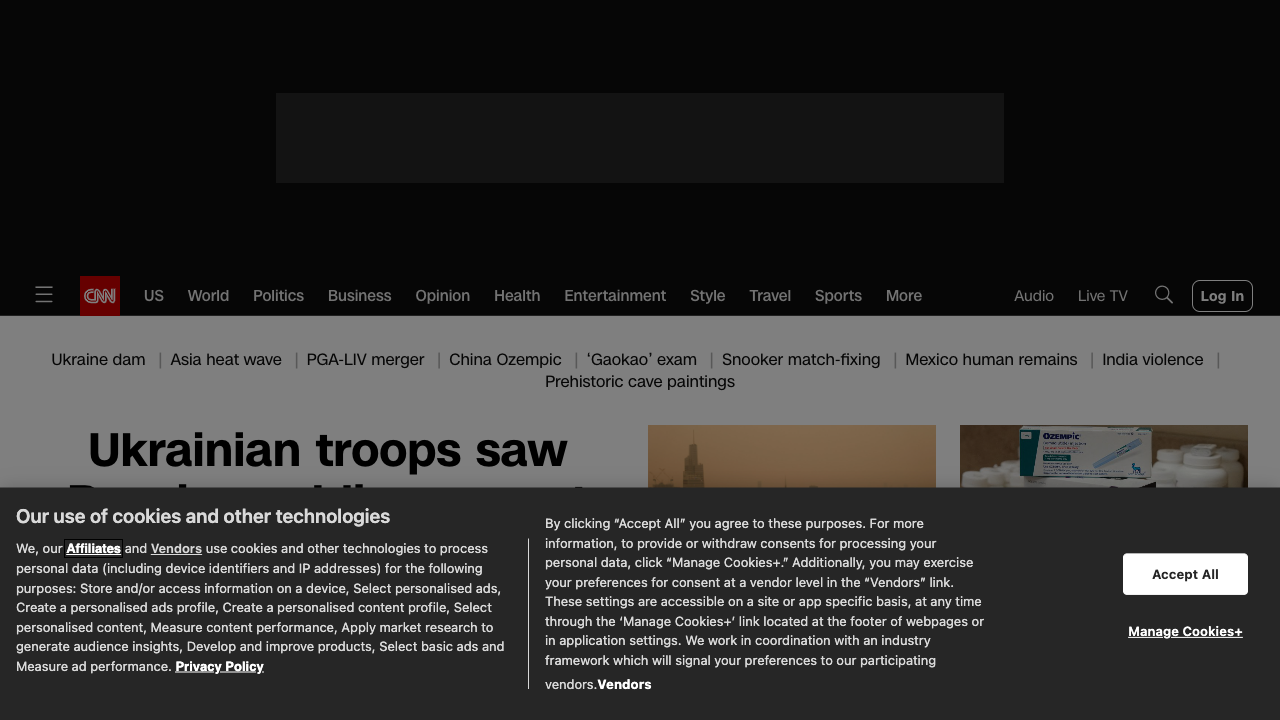 CNN
US World Politics Business Opinion Health Entertainment Style Travel Sports More Audio Live TV Log In
Ukraine dam | Asia heat wave | PGA-LIV merger | China Ozempic | ‘Gaokao’ exam | Snooker match-fixing | Mexico human remains | India violence |
Prehistoric cave paintings
Ukrainian troops saw
OZEMPIC
Our use of cookies and other technologies
We, our Affiliates and Vendors use cookies and other technologies to process
personal data (including device identifiers and IP addresses) for the following
purposes: Store and/or access information on a device, Select personalised ads,
Create a personalised ads profile, Create a personalised content profile, Select
personalised content, Measure content performance, Apply market research to
generate audience insights, Develop and improve products, Select basic ads and
Measure ad performance. Privacy Policy
By clicking “Accept All” you agree to these purposes. For more
information, to provide or withdraw consents for processing your
personal data, click “Manage Cookies+.” Additionally, you may exercise
your preferences for consent at a vendor level in the “Vendors” link.
These settings are accessible on a site or app specific basis, at any time
through the ‘Manage Cookies+’ link located at the footer of webpages or
in application settings. We work in coordination with an industry
framework which will signal your preferences to our participating
vendors.Vendors
Accept All
Manage Cookies+